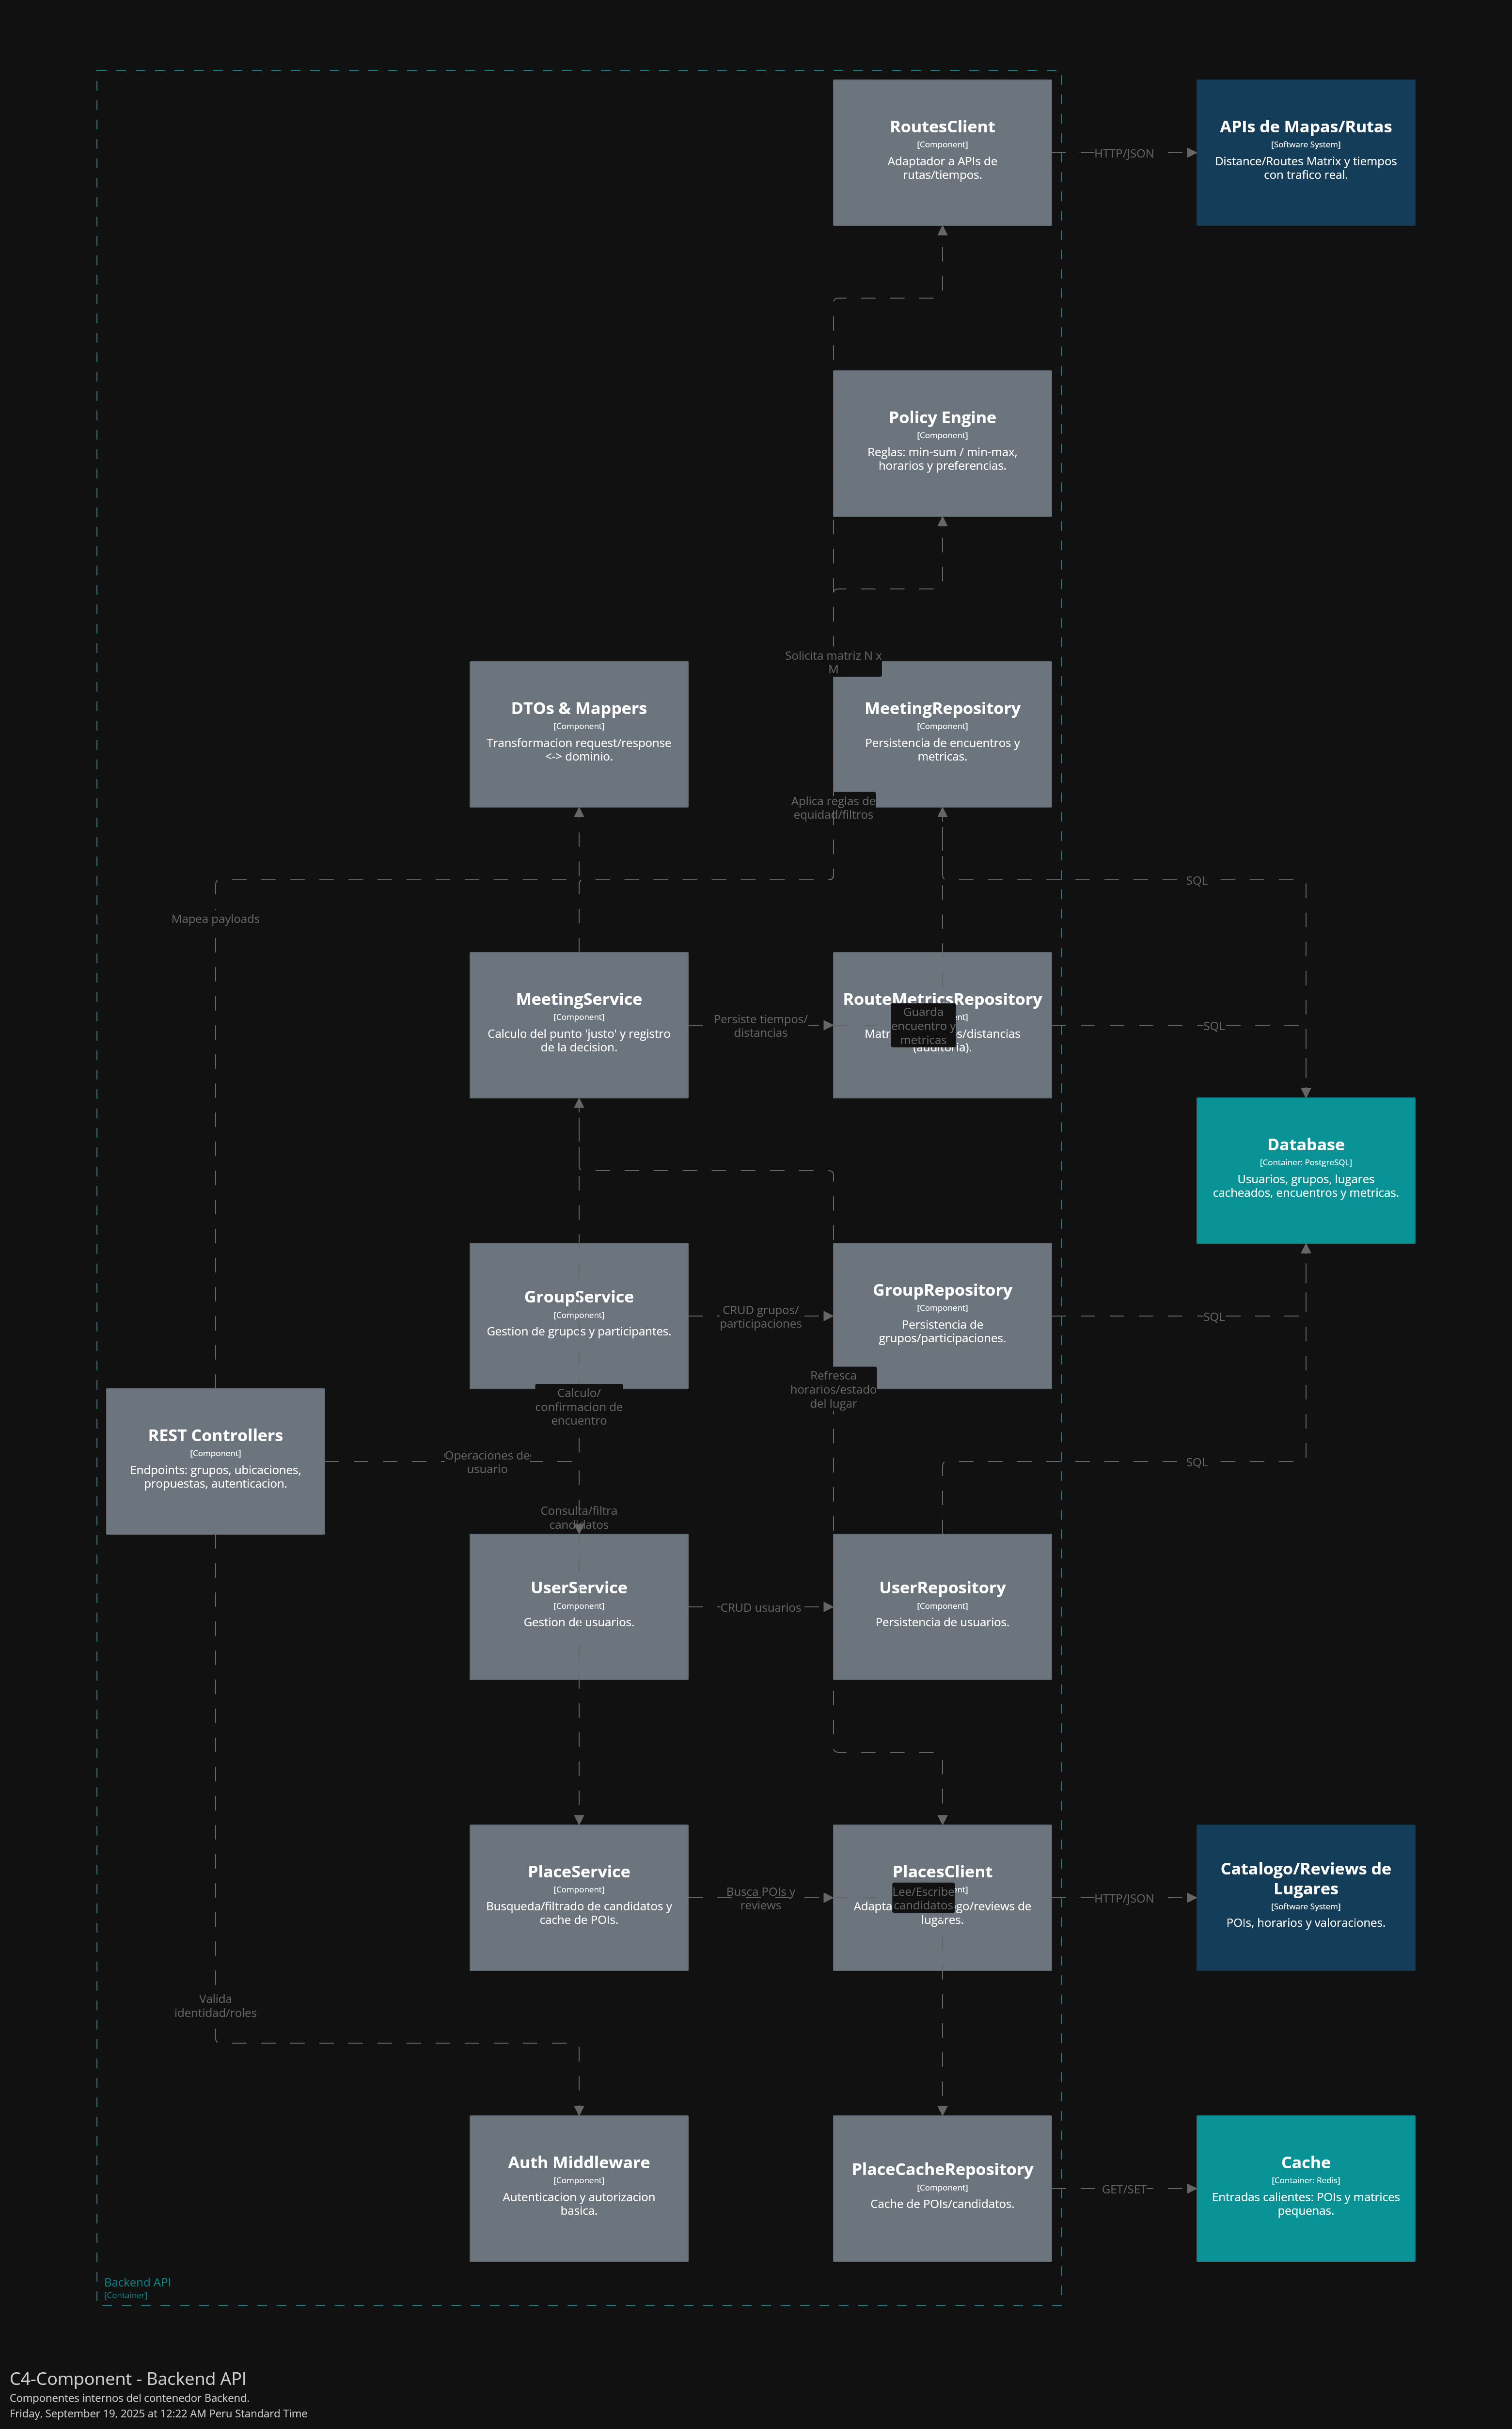 RoutesClient
[Component]
Adaptador a APIs de
rutas/tiempos.
HTTP/JSON
APIs de Mapas/Rutas
[Software System]
Distance/Routes Matrix y tiempos
con trafico real.
Policy Engine
[Component]
Reglas: min-sum / min-max,
horarios y preferencias.
Solicita matriz N x
M
DTOs & Mappers
[Component]
Transformacion request/response
<-> dominio.
MeetingRepository
[Component]
Persistencia de encuentros y
metricas.
Aplica reglas de
equidad/filtros
SQL
Mapea payloads
MeetingService
[Component]
Calculo del punto 'justo' y registro
de la decision.
Persiste tiempos/
distancias
RouteMetricsRepository
Guarda
encuentro y
metricas
s/distancias
(auditoria).
SQL
Database
[Container: PostgreSQL]
Usuarios, grupos, lugares
cacheados, encuentros y metricas.
GroupService
[Component]
Gestion de grupos y participantes.
CRUD grupos/
participaciones
GroupRepository
[Component]
Persistencia de
grupos/participaciones.
SQL
Refresca
horarios/estado
del lugar
Calculo/
confirmacion de
encuentro
REST Controllers
[Component]
Endpoints: grupos, ubicaciones,
propuestas, autenticacion.
Operaciones de
usuario
SQL
Consulta/filtra
candidatos
UserService
[Component]
Gestion de usuarios.
CRUD usuarios
UserRepository
[Component]
Persistencia de usuarios.
PlaceService
[Component]
Busqueda/filtrado de candidatos y
cache de POIs.
Busca POIs y
reviews
PlacesClient
Lee/Escribe
candidatos
go/reviews de
lugares.
HTTP/JSON
Catalogo/Reviews de
Lugares
[Software System]
POIs, horarios y valoraciones.
Valida
identidad/roles
Auth Middleware
[Component]
Autenticacion y autorizacion
basica.
PlaceCacheRepository
[Component]
Cache de POIs/candidatos.
GET/SET
Cache
[Container: Redis]
Entradas calientes: POIs y matrices
pequenas.
Backend API
[Container]
C4-Component - Backend API
Componentes internos del contenedor Backend.
Friday, September 19, 2025 at 12:22 AM Peru Standard Time